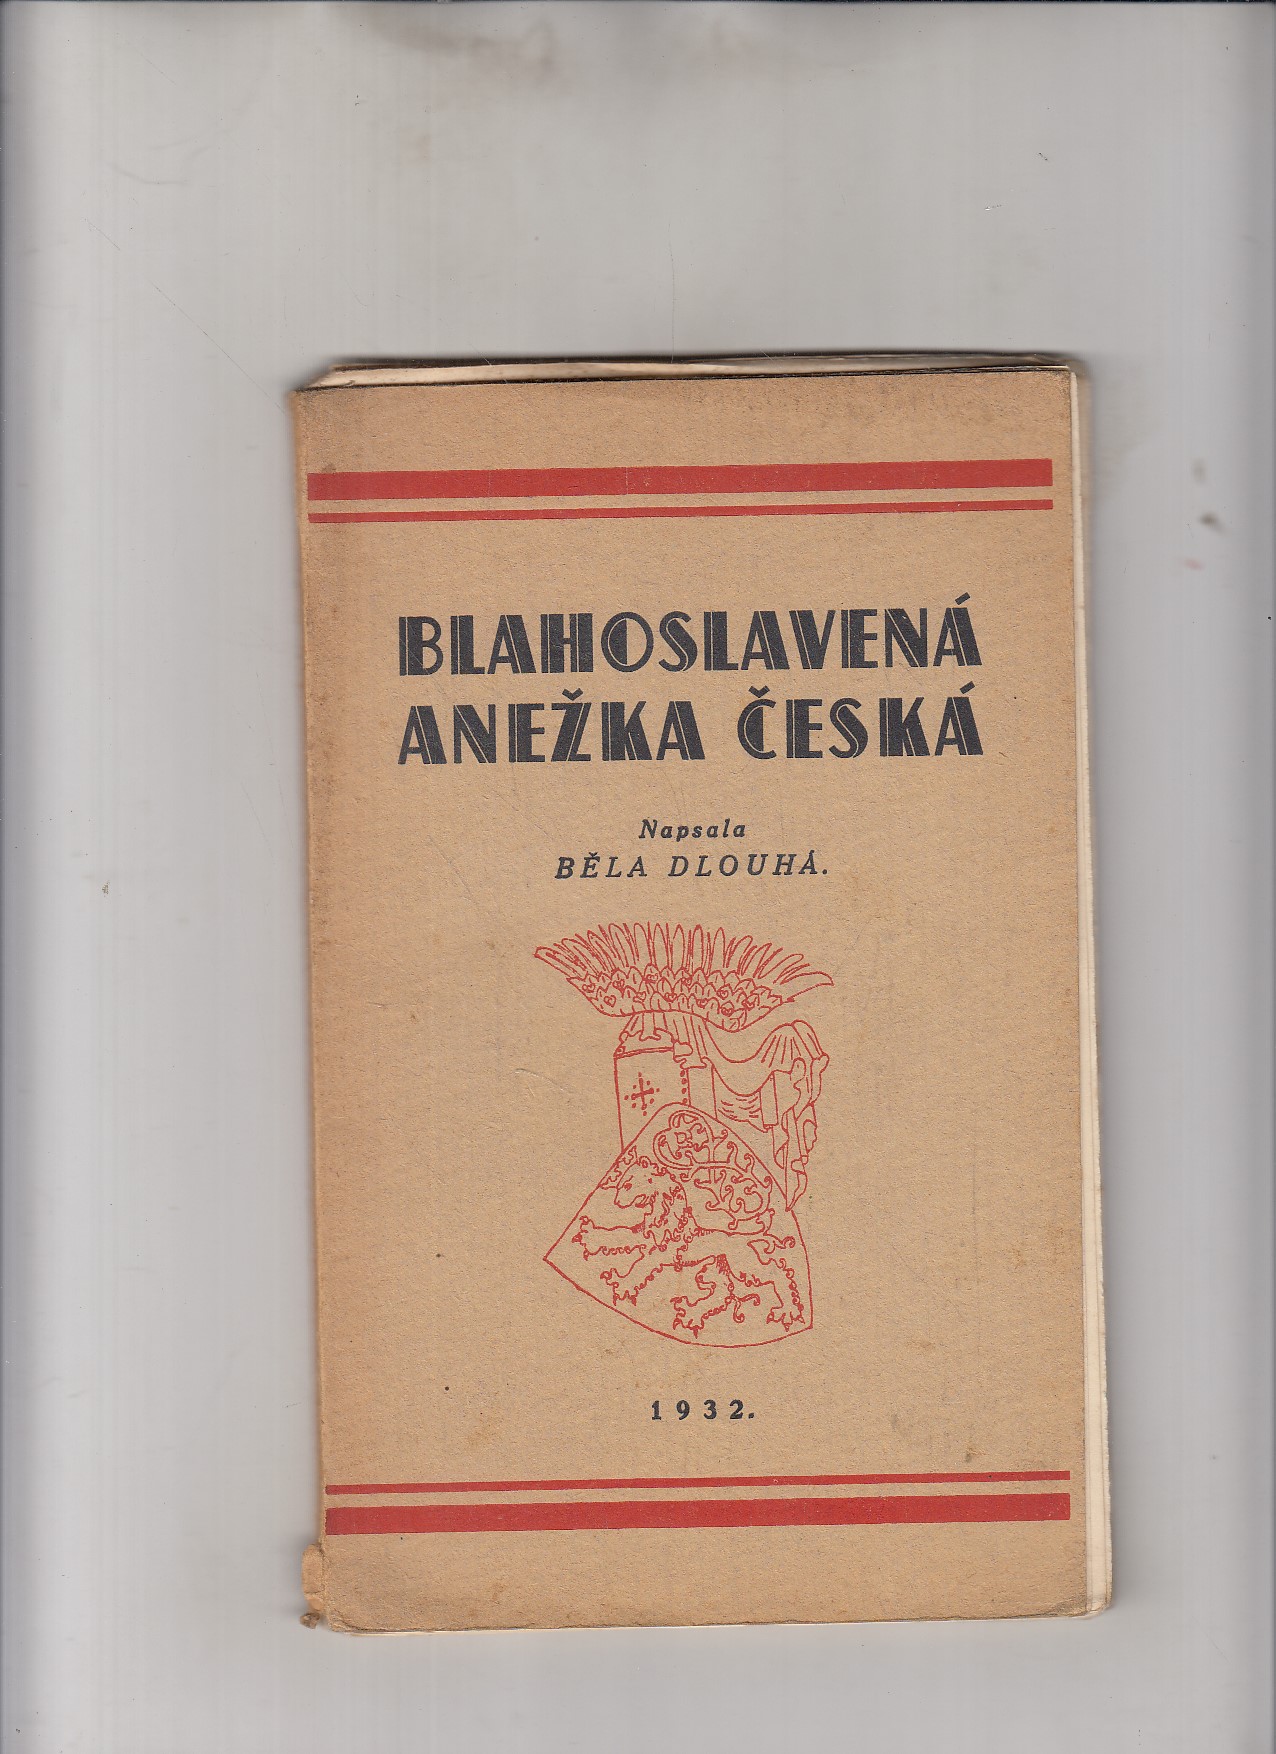 BLAHOSLAVENÁ
ANEŽKA ČESKÁ
Napsala
BĚLA DLOUHÁ.
1932.